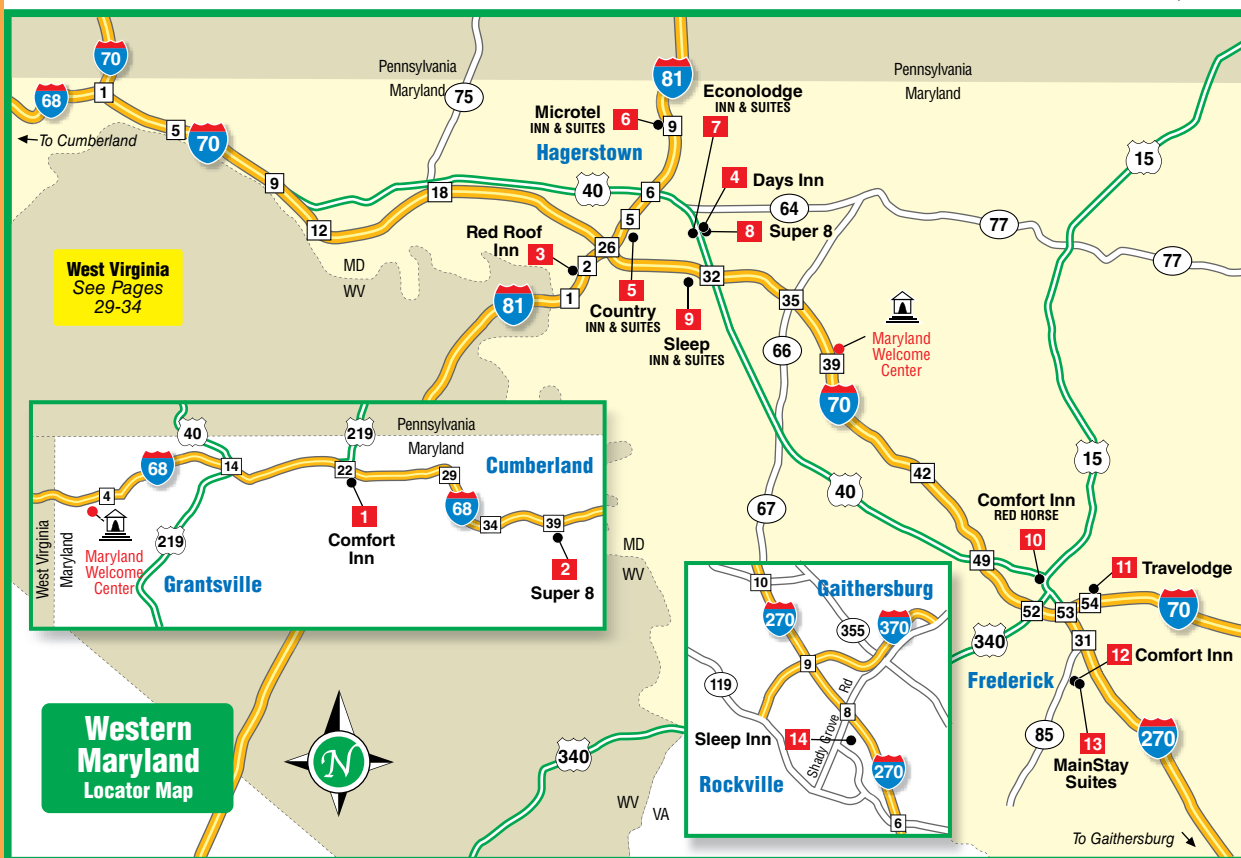 70
Pennsylvania
Maryland
75
81
Pennsylvania
Maryland
68
1
Microtel
INN & SUITES
6
9
Econolodge
INN & SUITES
7
5
70
To Cumberland
Hagerstown
15
4 Days Inn
9
18
40
6
64
77
5
8 Super 8
12
Red Roof
Inn
3
26
77
West Virginia
See Pages
29-34
MD
WV
2
32
81
1
5
Country
INN & SUITES
9
Sleep
INN & SUITES
35
Maryland
Welcome
Center
66
39
70
40
219
Pennsylvania
Maryland
68
14
22
29
Cumberland
4
68
1
Comfort
Inn
34
39
219
West Virginia
Maryland
Maryland
Welcome
Center
Grantsville
2
Super 8
MD
WV
42
15
40
67
Comfort Inn
RED HORSE
10
49
11 Travelodge
54
52
53
70
340
31
12 Comfort Inn
Frederick
10
Gaithersburg
270
355
370
9
119
Shady Grove Rd
8
Sleep Inn 14
270
Rockville
6
85
13
MainStay
Suites
270
Western
Maryland
Locator Map
N
340
WV
VA
To Gaithersburg